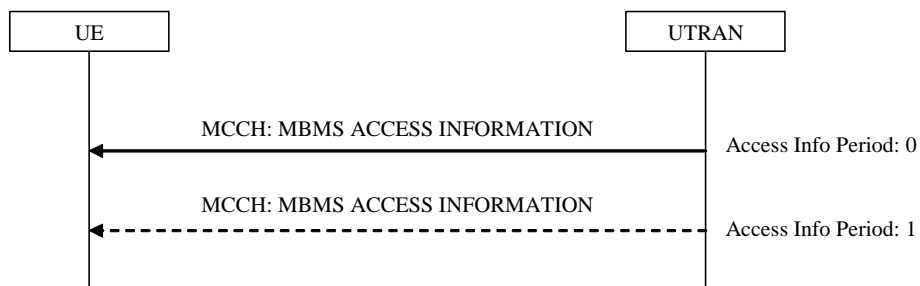 UE
UTRAN
MCCH: MBMS ACCESS INFORMATION
Access Info Period: 0
MCCH: MBMS ACCESS INFORMATION
Access Info Period: 1